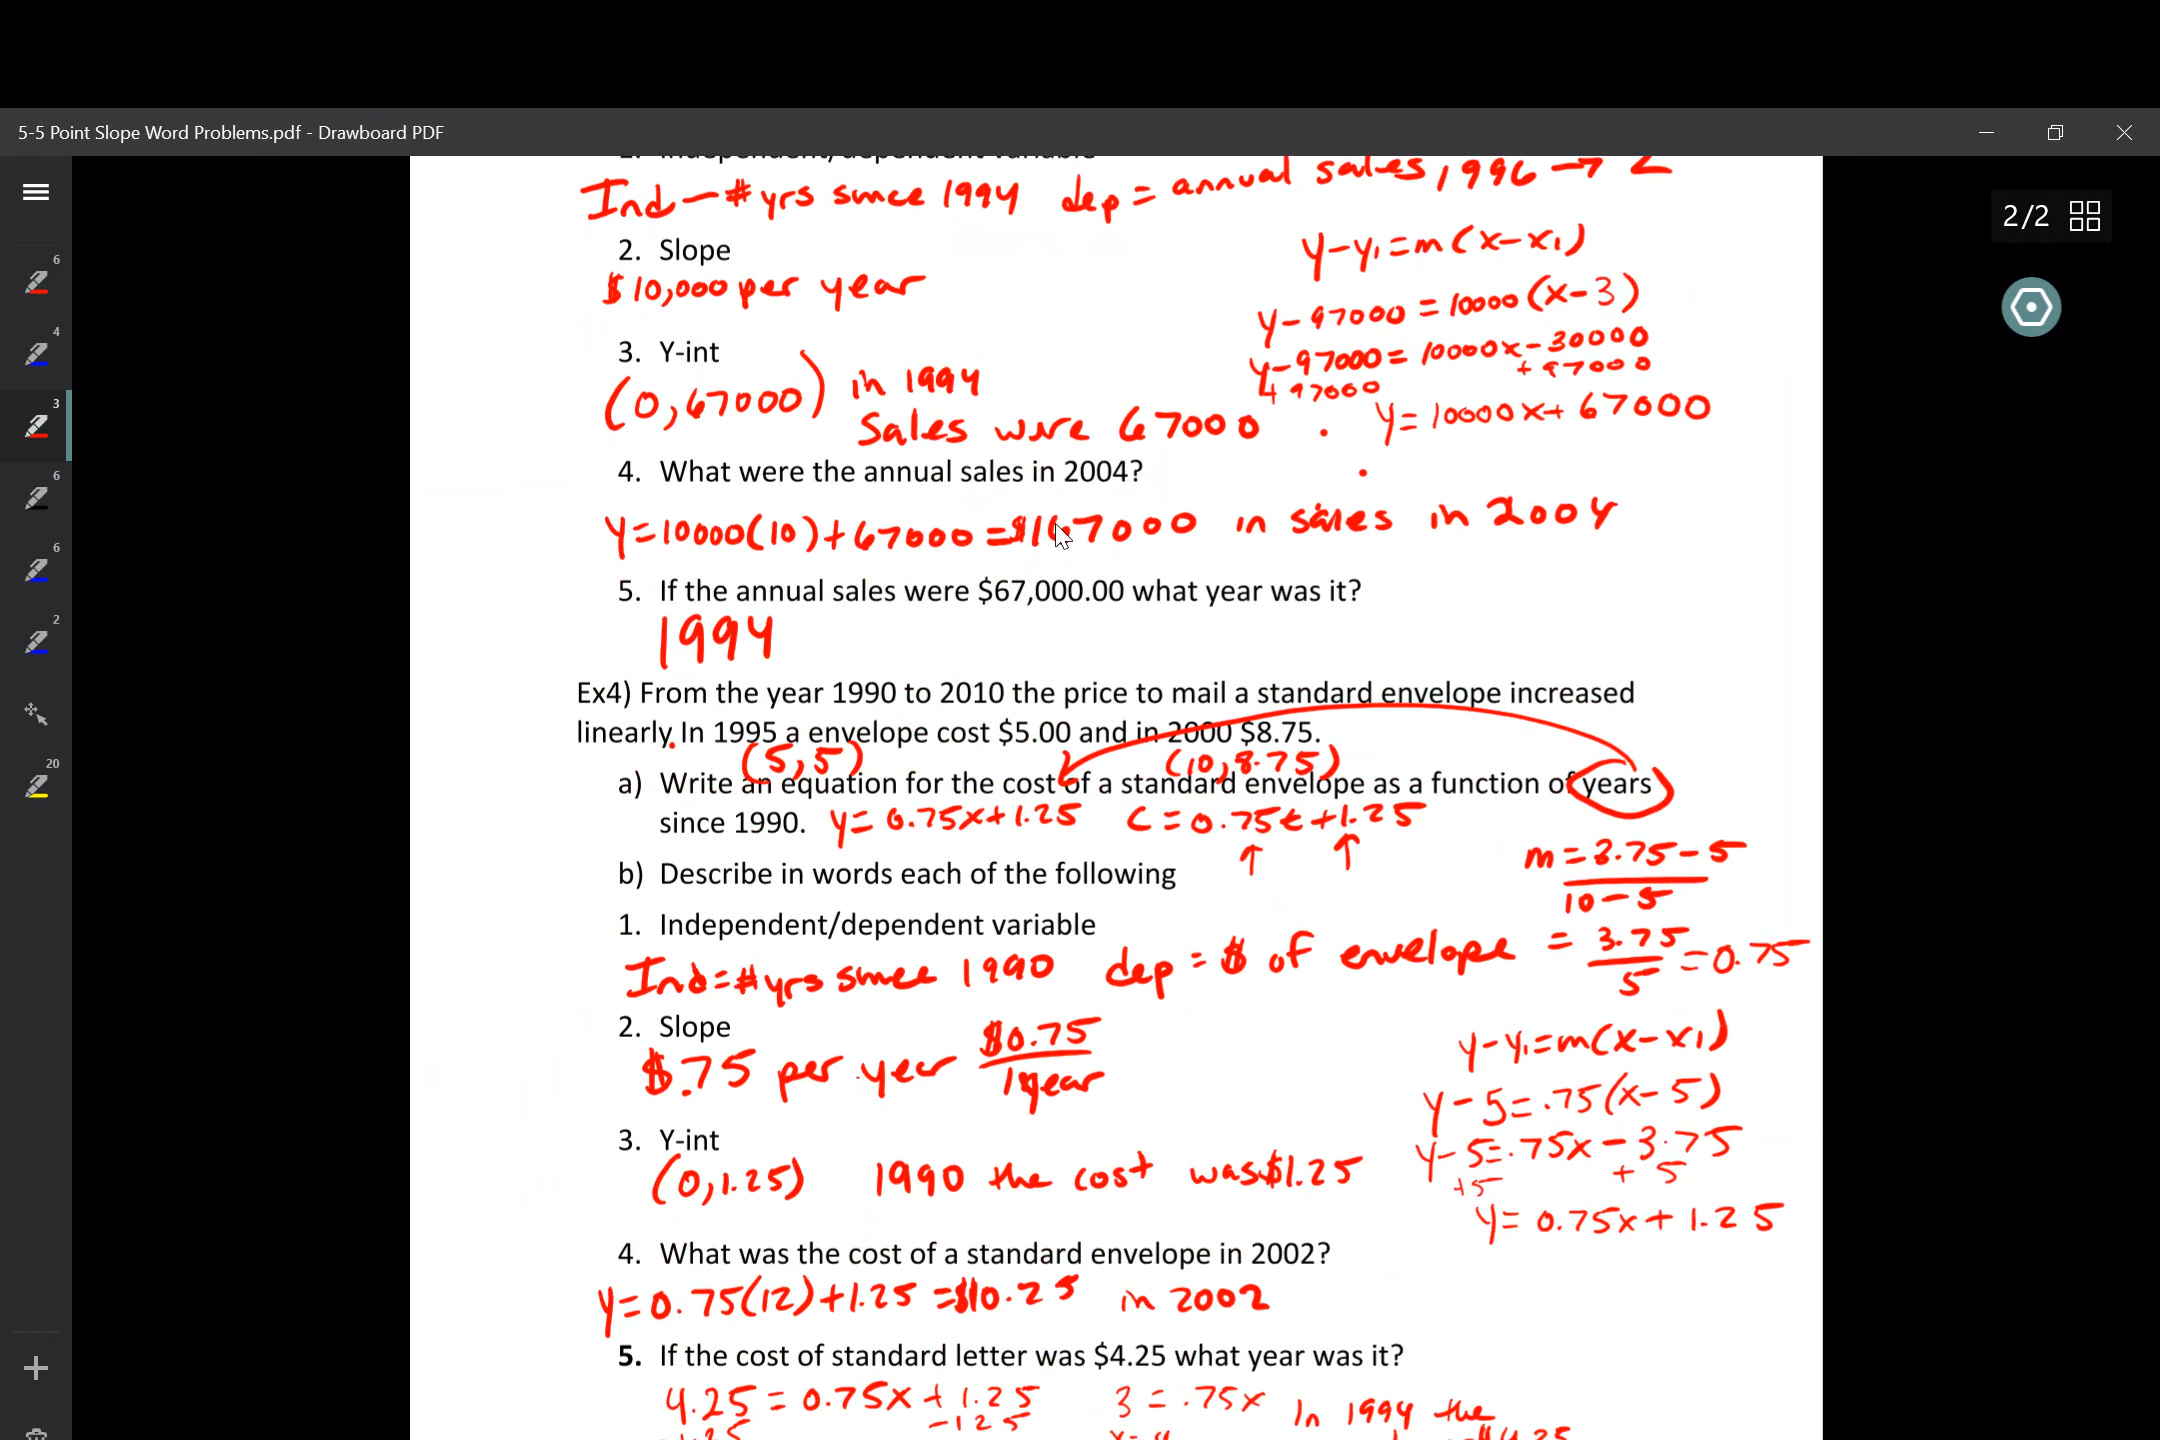 5-5 Point Slope Word Problems.pdf - Drawboard PDF
2/2
6
4
3
6
6
2
20
1. Independent/dependent variable
Ind - # yrs since 1994 dep = annual sales, 1996 → 2
2. Slope
$10,000 per year
y-y₁=m(x-x₁)
y-97000=10000(x-3)
3. Y-int
y-97000=10000x-30000
+97000 +97000
(0,67000) in 1994
Sales were 67000
y=10000x+67000
4. What were the annual sales in 2004?
y=10000(10)+67000=$167000 in sales in 2004
5. If the annual sales were $67,000.00 what year was it?
1994
Ex4) From the year 1990 to 2010 the price to mail a standard envelope increased
linearly. In 1995 a envelope cost $5.00 and in 2000 $8.75.
(5,5) (10,8.75)
a) Write an equation for the cost of a standard envelope as a function of years
since 1990. y=0.75x+1.25 C=0.75t+1.25
b) Describe in words each of the following
m=8.75-5
10-5
1. Independent/dependent variable
Ind=#yrs since 1990 dep=$ of envelope
= 3.75 = 0.75
5
2. Slope
$.75 per year $0.75
1year
y-y₁=m(x-x₁)
y-5=.75(x-5)
3. Y-int
y-5=.75x-3.75
+5 +5
(0,1.25) 1990 the cost was $1.25
y=0.75x+1.25
4. What was the cost of a standard envelope in 2002?
y=0.75(12)+1.25=$10.25 in 2002
5. If the cost of standard letter was $4.25 what year was it?
4.25=0.75x+1.25 3=.75x In 1994 the
-1.25